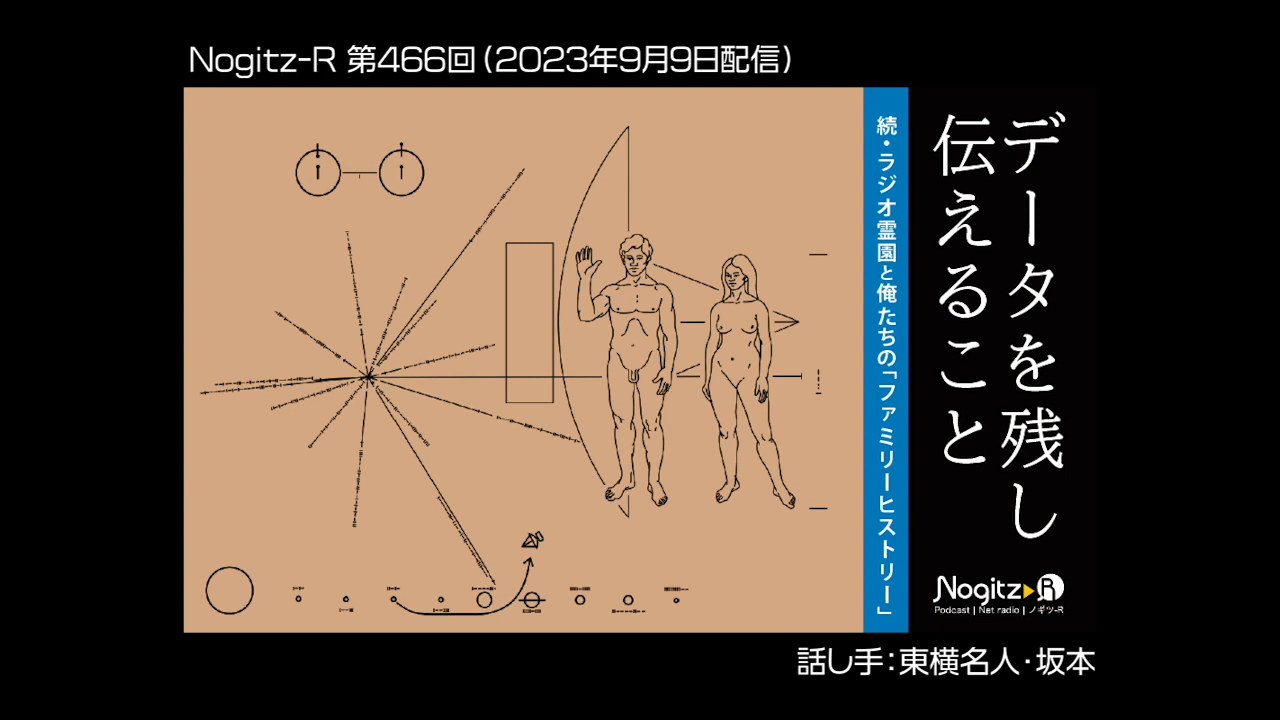 Nogitz-R 第466回(2023年9月9日配信)
データを残し
伝えること
続・ラジオ霊園と俺たちの「ファミリーヒストリー」
Nogitz R
Podcast | Net radio | ノギツ-R
話し手:東横名人・坂本